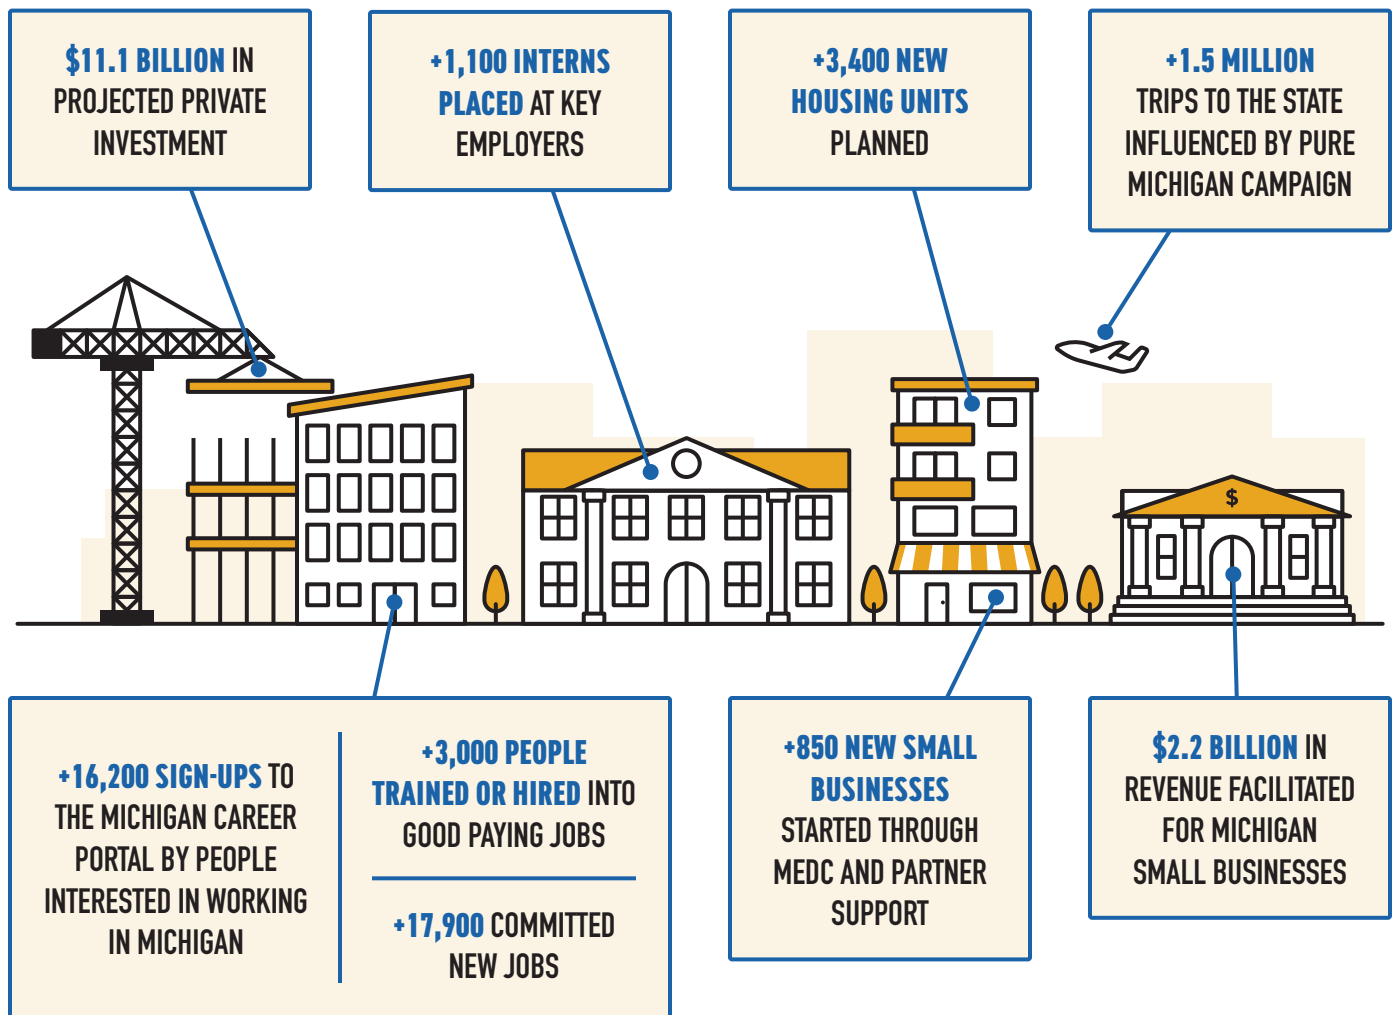 $11.1 BILLION IN
PROJECTED PRIVATE
INVESTMENT
+1,100 INTERNS
PLACED AT KEY
EMPLOYERS
+3,400 NEW
HOUSING UNITS
PLANNED
+1.5 MILLION
TRIPS TO THE STATE
INFLUENCED BY PURE
MICHIGAN CAMPAIGN
$
+16,200 SIGN-UPS TO
THE MICHIGAN CAREER
PORTAL BY PEOPLE
INTERESTED IN WORKING
IN MICHIGAN
+3,000 PEOPLE
TRAINED OR HIRED INTO
GOOD PAYING JOBS
+17,900 COMMITTED
NEW JOBS
+850 NEW SMALL
BUSINESSES
STARTED THROUGH
MEDC AND PARTNER
SUPPORT
$2.2 BILLION IN
REVENUE FACILITATED
FOR MICHIGAN
SMALL BUSINESSES